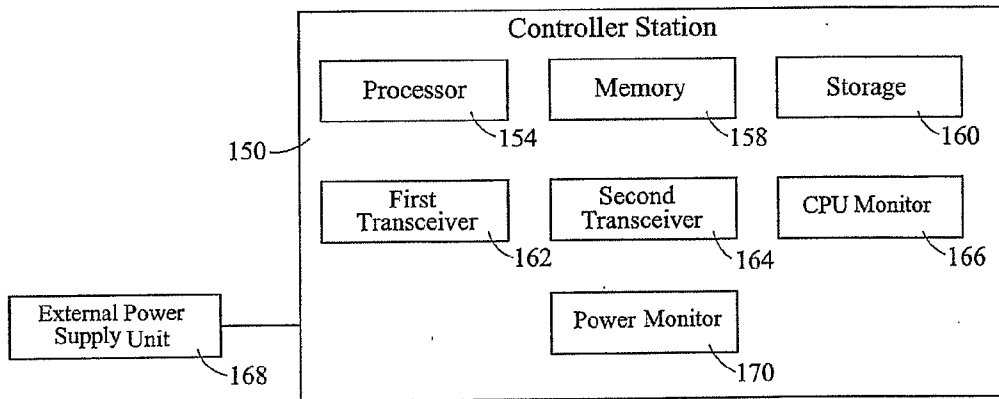 Controller Station
Processor
154
Memory
158
Storage
160
150
First
Transceiver
162
Second
Transceiver
164
CPU Monitor
166
External Power
Supply Unit
168
Power Monitor
170